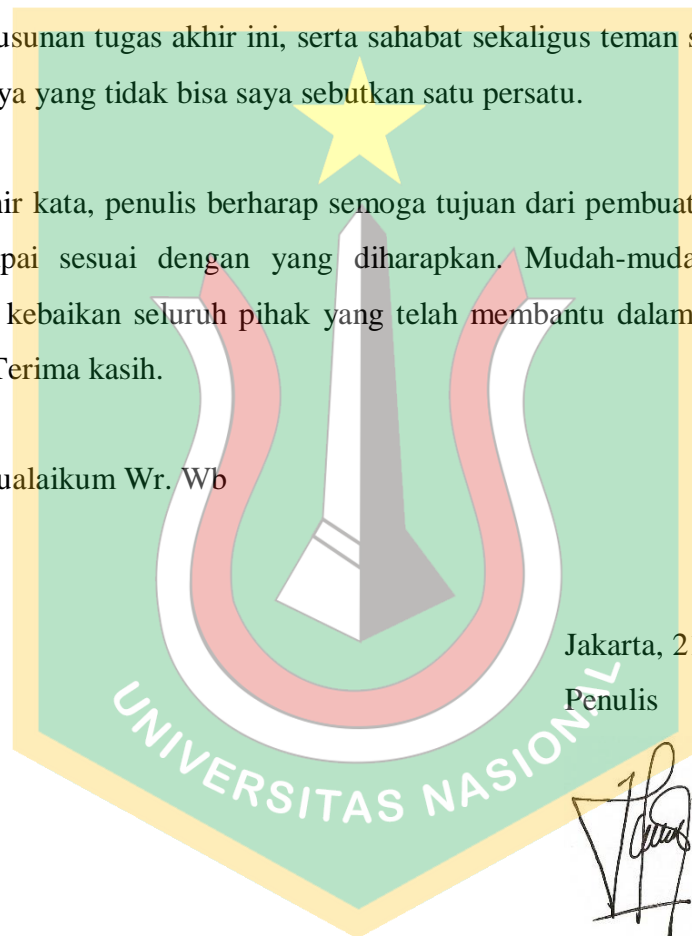 usunan tugas akhir ini, serta sahabat sekaligus teman s
ya yang tidak bisa saya sebutkan satu persatu.
ir kata, penulis berharap semoga tujuan dari pembuat
pai sesuai dengan yang diharapkan. Mudah-muda
kebaikan seluruh pihak yang telah membantu dalam
Terima kasih.
ualaikum Wr. Wb
Jakarta, 2
Penulis
UNIVERSITAS NASIONAL